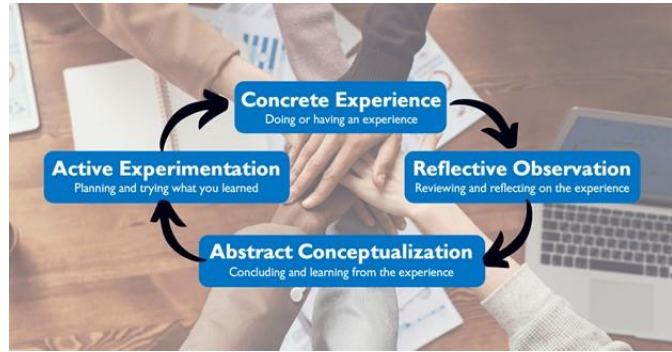 Concrete Experience
Doing or having an experience
Reflective Observation
Reviewing and reflecting on the experience
Abstract Conceptualization
Concluding and learning from the experience
Active Experimentation
Planning and trying what you learned